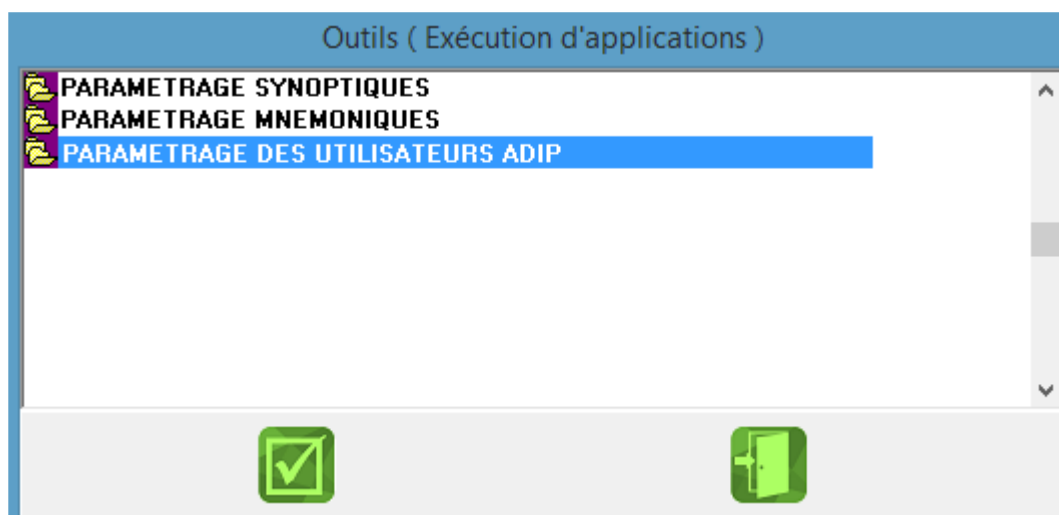 Outils ( Exécution d'applications )
PARAMETRAGE SYNOPTIQUES
PARAMETRAGE MNEMONIQUES
PARAMETRAGE DES UTILISATEURS ADIP